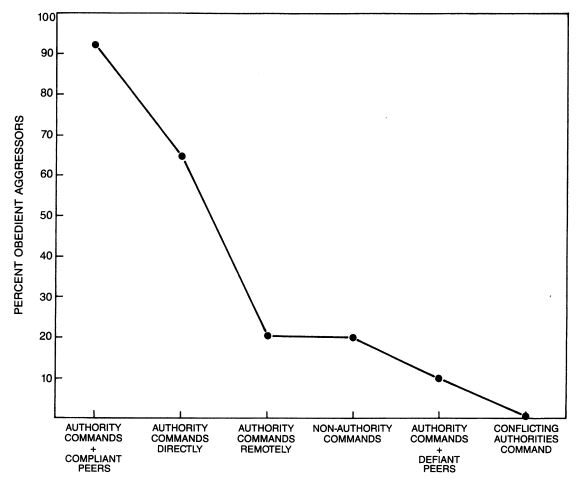 100
90
80
70
60
50
40
30
20
10
PERCENT OBEDIENT AGGRESSORS
AUTHORITY
COMMANDS
+
COMPLIANT
PEERS
AUTHORITY
COMMANDS
DIRECTLY
AUTHORITY
COMMANDS
REMOTELY
NON-AUTHORITY
COMMANDS
AUTHORITY
COMMANDS
+
DEFIANT
PEERS
CONFLICTING
AUTHORITIES
COMMAND